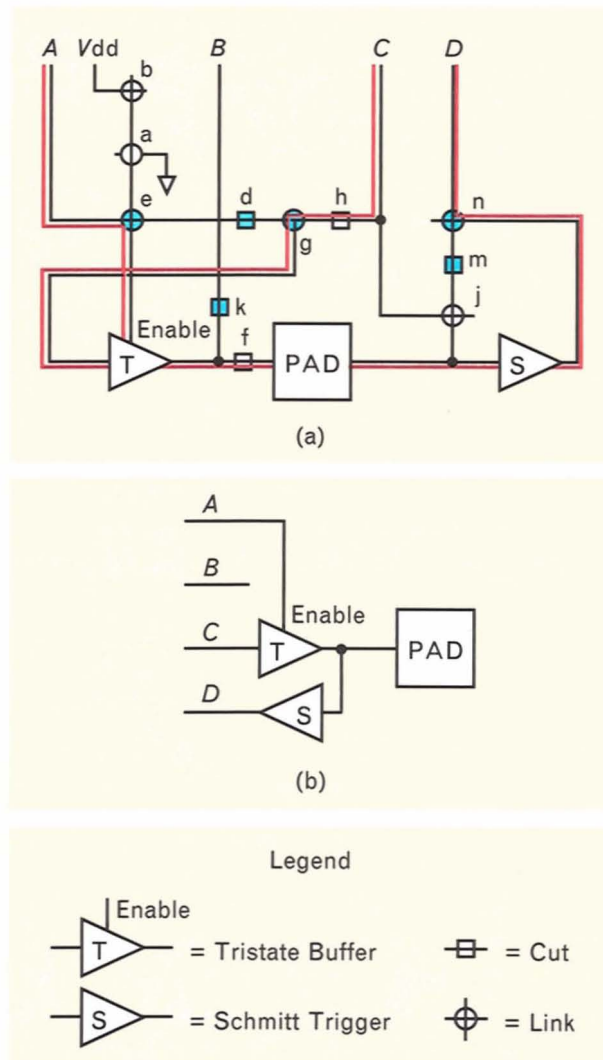 A Vdd B C D
b
a
e d h n
g
m
k j
Enable
f
T PAD S
(a)
A
B
Enable
C
T PAD
D
S
(b)
Legend
Enable
T = Tristate Buffer = Cut
S = Schmitt Trigger = Link